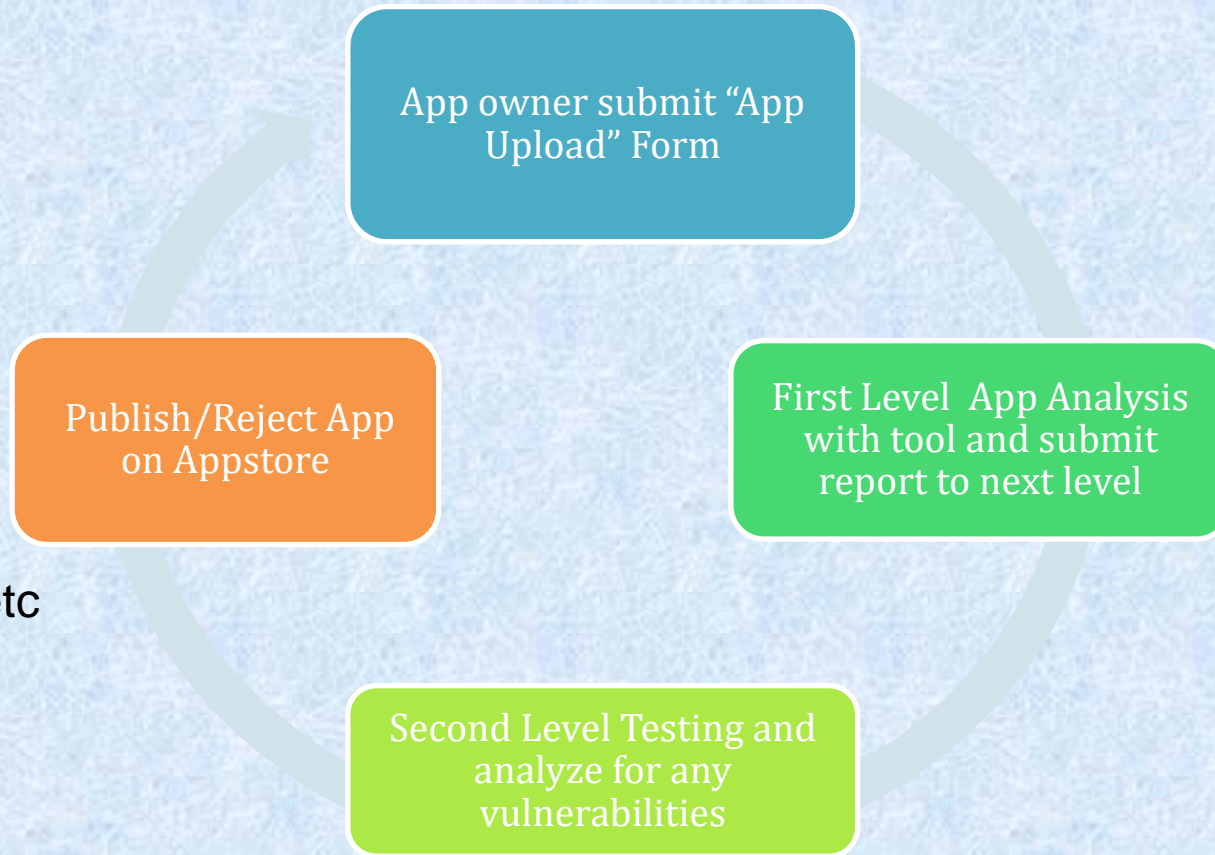 App owner submit “App
Upload” Form
First Level App Analysis
with tool and submit
report to next level
Second Level Testing and
analyze for any
vulnerabilities
Publish/Reject App
on Appstore
etc